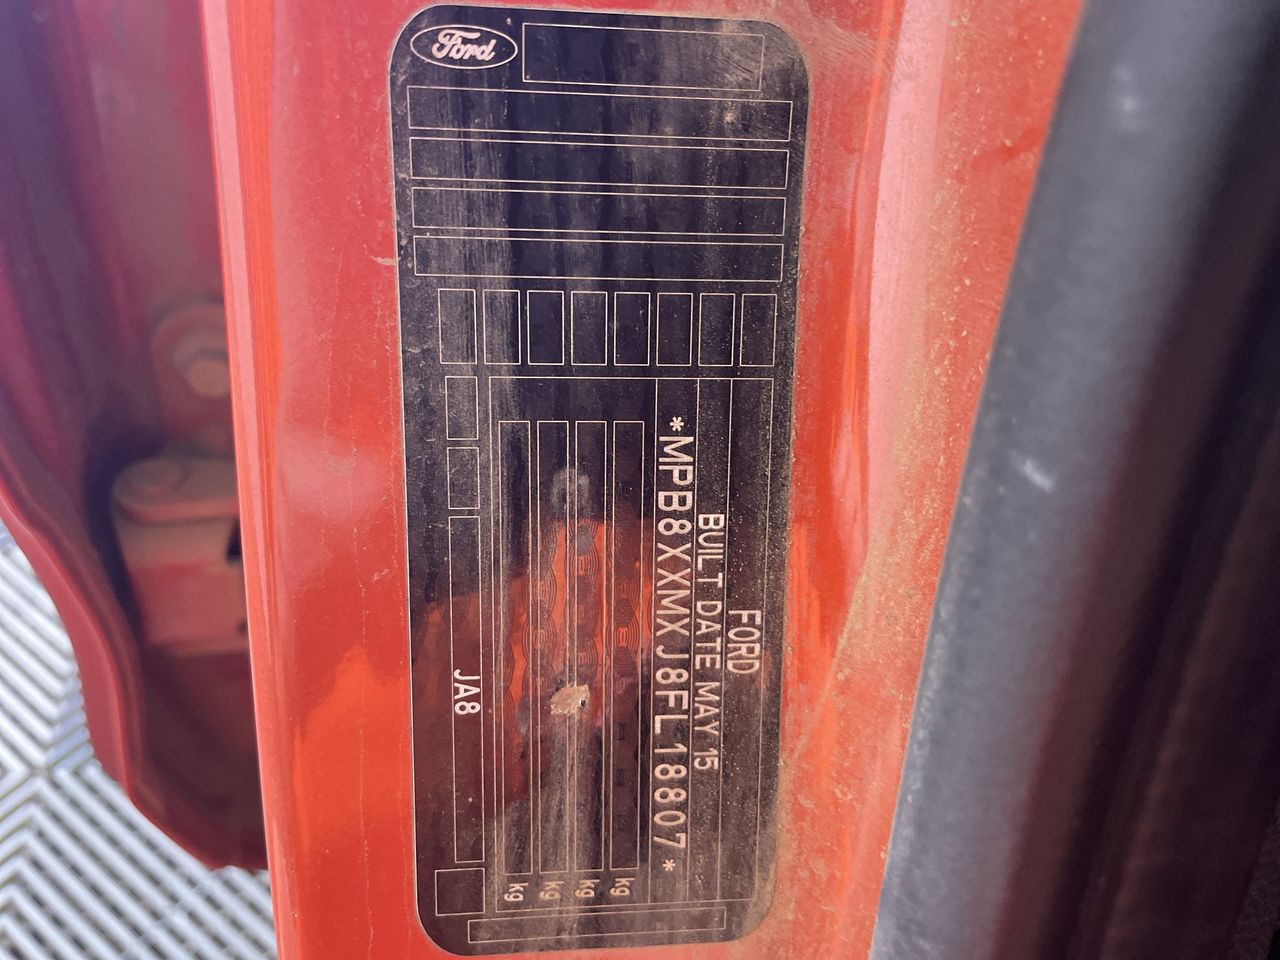 Ford
FORD
BUILT DATE MAY 15
*MPB8XXMXJ8FL18807*
kg
kg
kg
kg
JA8